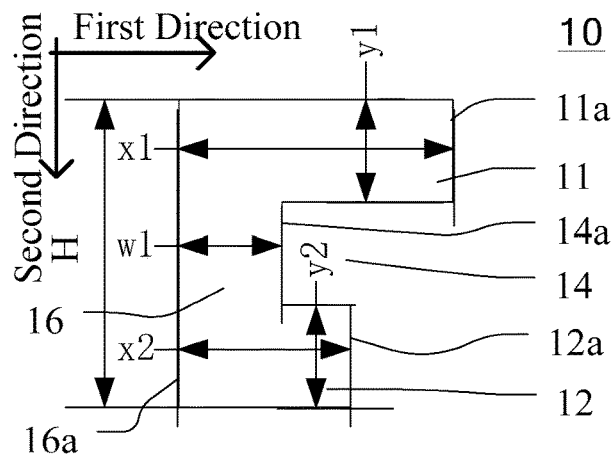 First Direction
Second Direction
10
y1
11a
x1
11
H
w1
14a
y2
14
16
x2
12a
12
16a